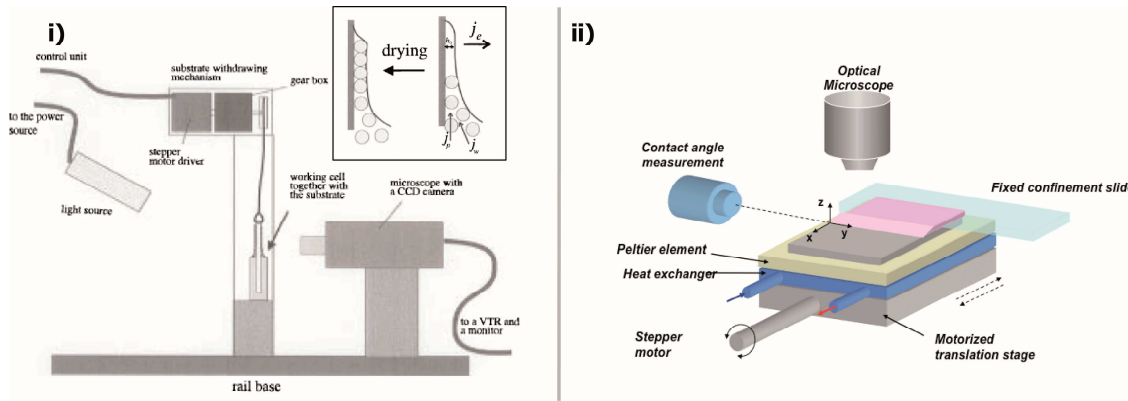 i)
control unit
substrate withdrawing
mechanism
gear box
to the power
source
stepper
motor driver
light source
working cell
together with
the substrate
microscope with
a CCD camera
to a VTR and
a monitor
rail base
drying
jₑ
jₚ
j_w
ii)
Optical
Microscope
Contact angle
measurement
Fixed confinement slid
z
x
y
Peltier element
Heat exchanger
Stepper
motor
Motorized
translation stage